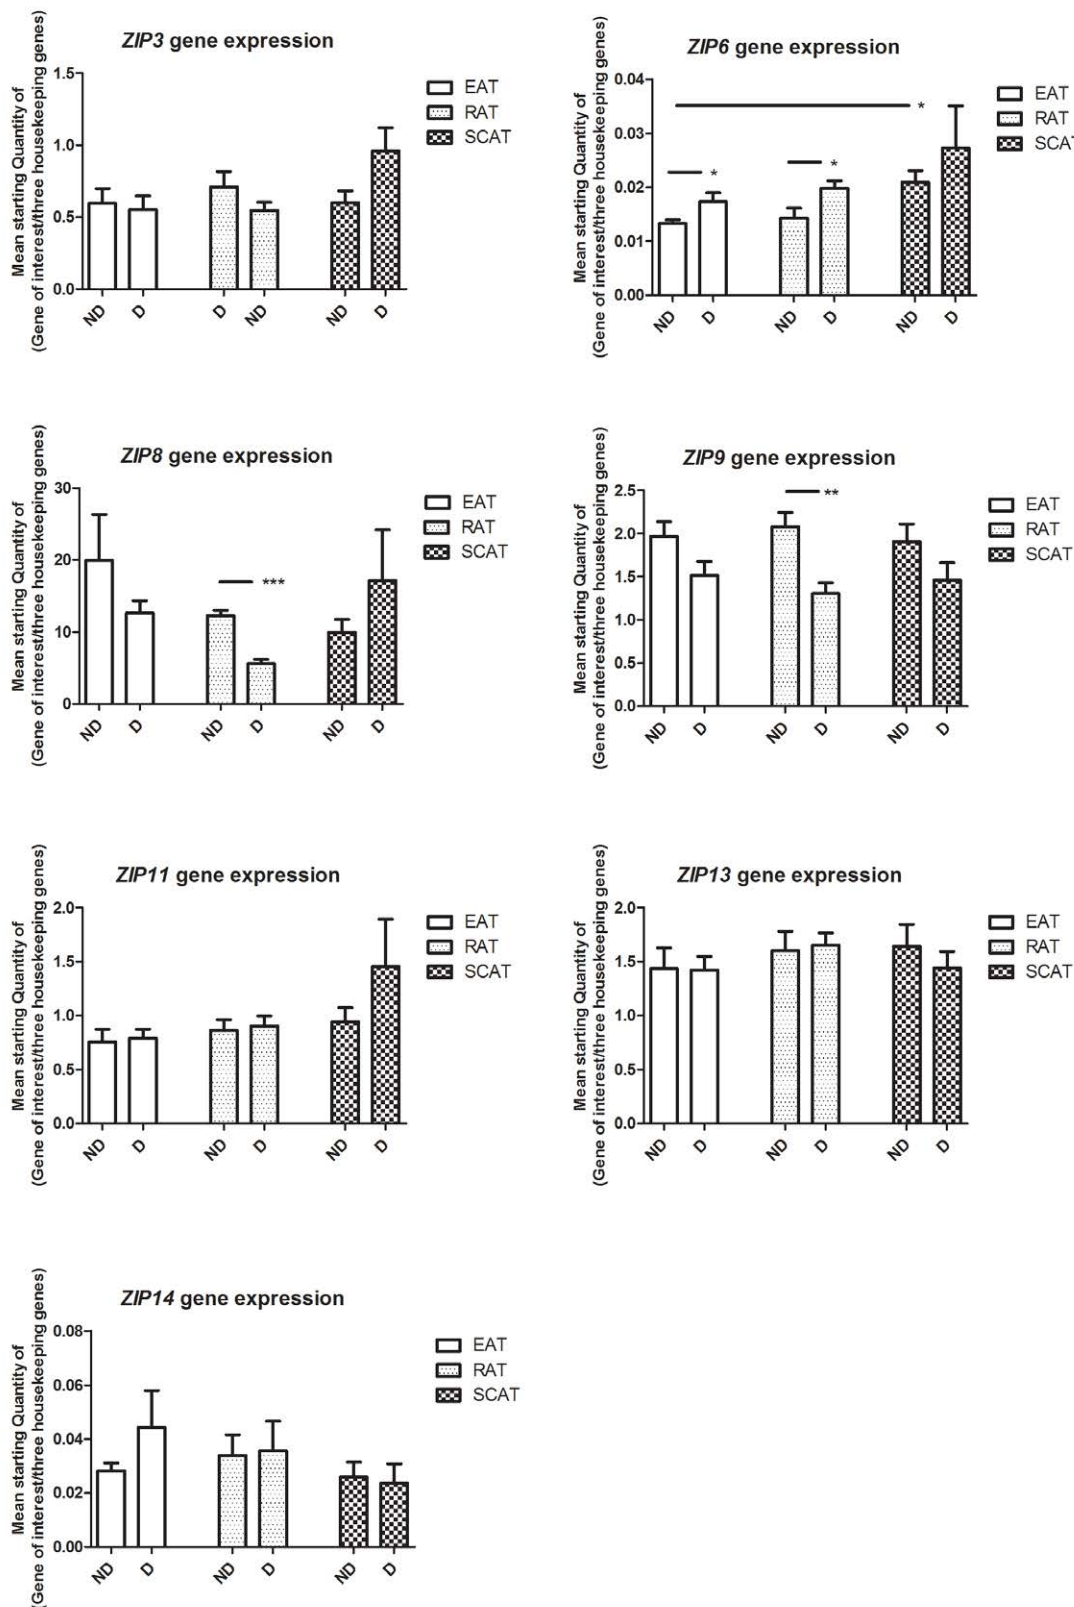 ZIP3 gene expression
Mean starting Quantity of
(Gene of interest/three housekeeping genes)
1.5
1.0
0.5
0.0
ND
D
D
ND
ND
D
EAT
RAT
SCAT
ZIP6 gene expression
Mean starting Quantity of
(Gene of interest/three housekeeping genes)
0.04
0.03
0.02
0.01
0.00
*
*
*
ND
D
ND
D
ND
D
EAT
RAT
SCAT
ZIP8 gene expression
Mean starting Quantity of
(Gene of interest/three housekeeping genes)
30
20
10
0
***
ND
D
ND
D
ND
D
EAT
RAT
SCAT
ZIP9 gene expression
Mean starting Quantity of
(Gene of interest/three housekeeping genes)
2.5
2.0
1.5
1.0
0.5
0.0
**
ND
D
ND
D
ND
D
EAT
RAT
SCAT
ZIP11 gene expression
Mean starting Quantity of
(Gene of interest/three housekeeping genes)
2.0
1.5
1.0
0.5
0.0
ND
D
ND
D
ND
D
EAT
RAT
SCAT
ZIP13 gene expression
Mean starting Quantity of
(Gene of interest/three housekeeping genes)
2.0
1.5
1.0
0.5
0.0
ND
D
ND
D
ND
D
EAT
RAT
SCAT
ZIP14 gene expression
Mean starting Quantity of
(Gene of interest/three housekeeping genes)
0.08
0.06
0.04
0.02
0.00
ND
D
ND
D
ND
D
EAT
RAT
SCAT